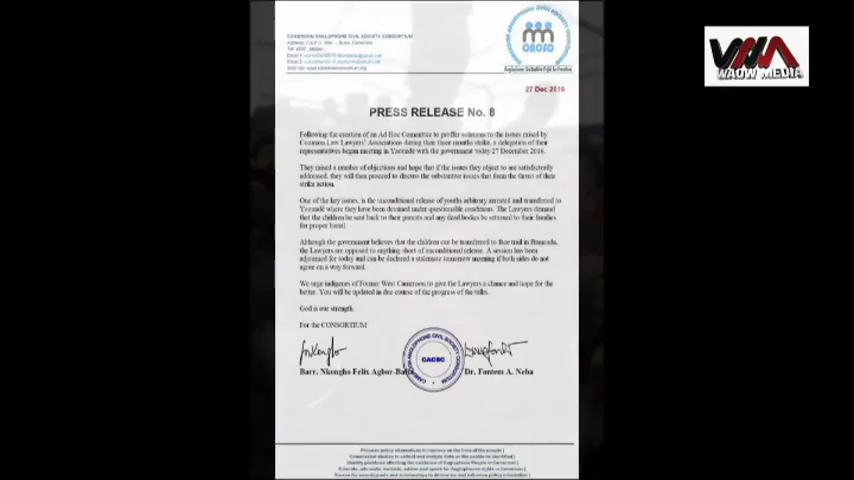 CAMEROON ANGLOPHONE CIVIL SOCIETY CONSORTIUM
27 Dec 2016
WAOW MEDIA
PRESS RELEASE No. 8
Following the creation of an Ad Hoc Committee to proffer solutions to the issues raised by
Common Law Lawyers' Associations during their three months strike, a delegation of their
representatives began meeting in Yaounde with the government today 27 December 2016.
They raised a number of objections and hope that if the issues they object to are satisfactorily
addressed, they will then proceed to discuss the substantive issues that form the focus of their
strike action.
One of the key issues, is the unconditional release of youths arbitrary arrested and transferred to
Yaoundé where they have been detained under questionable conditions. The Lawyers demand
that the children be sent back to their parents and any dead bodies be returned to their families
for proper burial.
Although the government believes that the children can be transferred to face trail in Bamenda,
the Lawyers are opposed to anything short of unconditional release. A session has been
adjourned for today and can be declared a stalemate tomorrow morning if both sides do not
agree on a way forward.
We urge indigenes of Former West Cameroon to give the Lawyers a chance and hope for the
better. You will be updated in due course of the progress of the talks.
God is our strength.
For the CONSORTIUM
CACSC
Barr. Nkongho Felix Agbor-Balla
Dr. Fontem A. Neba